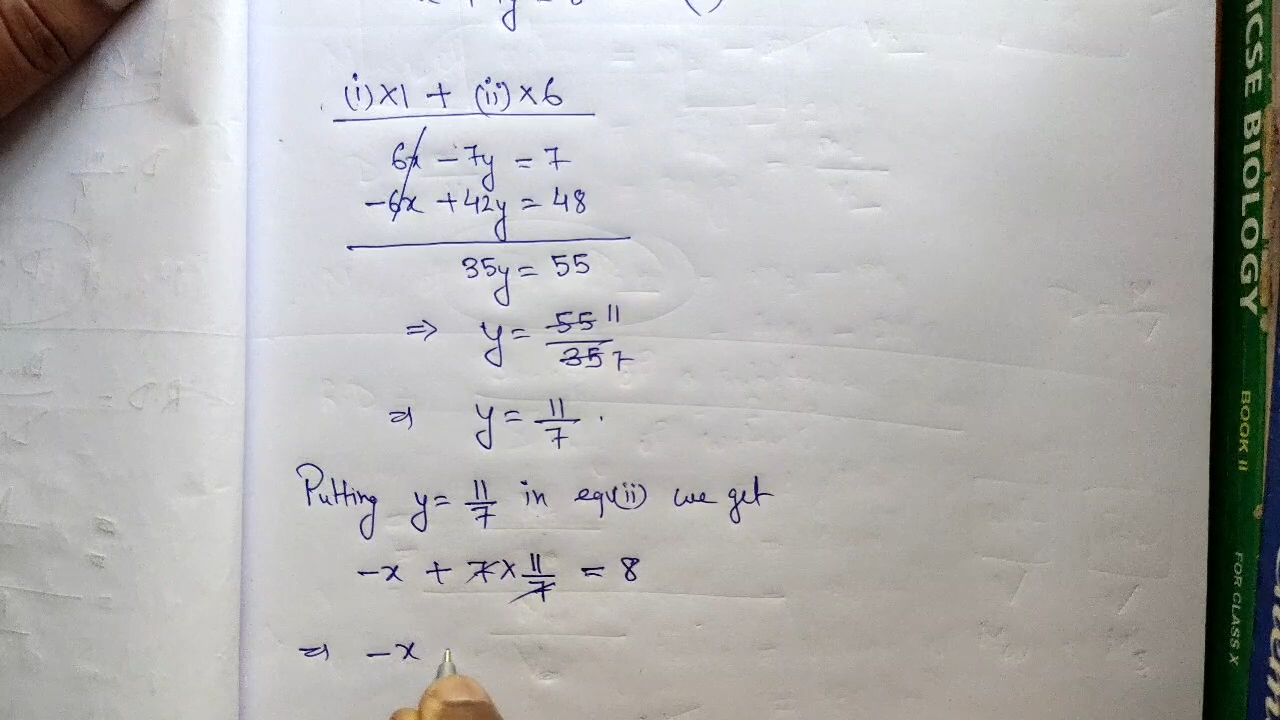 (i)×1 + (ii)×6
6x - 7y = 7
-6x + 42y = 48
35y = 55
⇒ y = 55 11 / 35 7
⇒ y = 11/7 .
Putting y = 11/7 in eqn(ii) we get
-x + 7×11/7 = 8
⇒ -x
ICSE BIOLOGY
BOOK II
FOR CLASS X